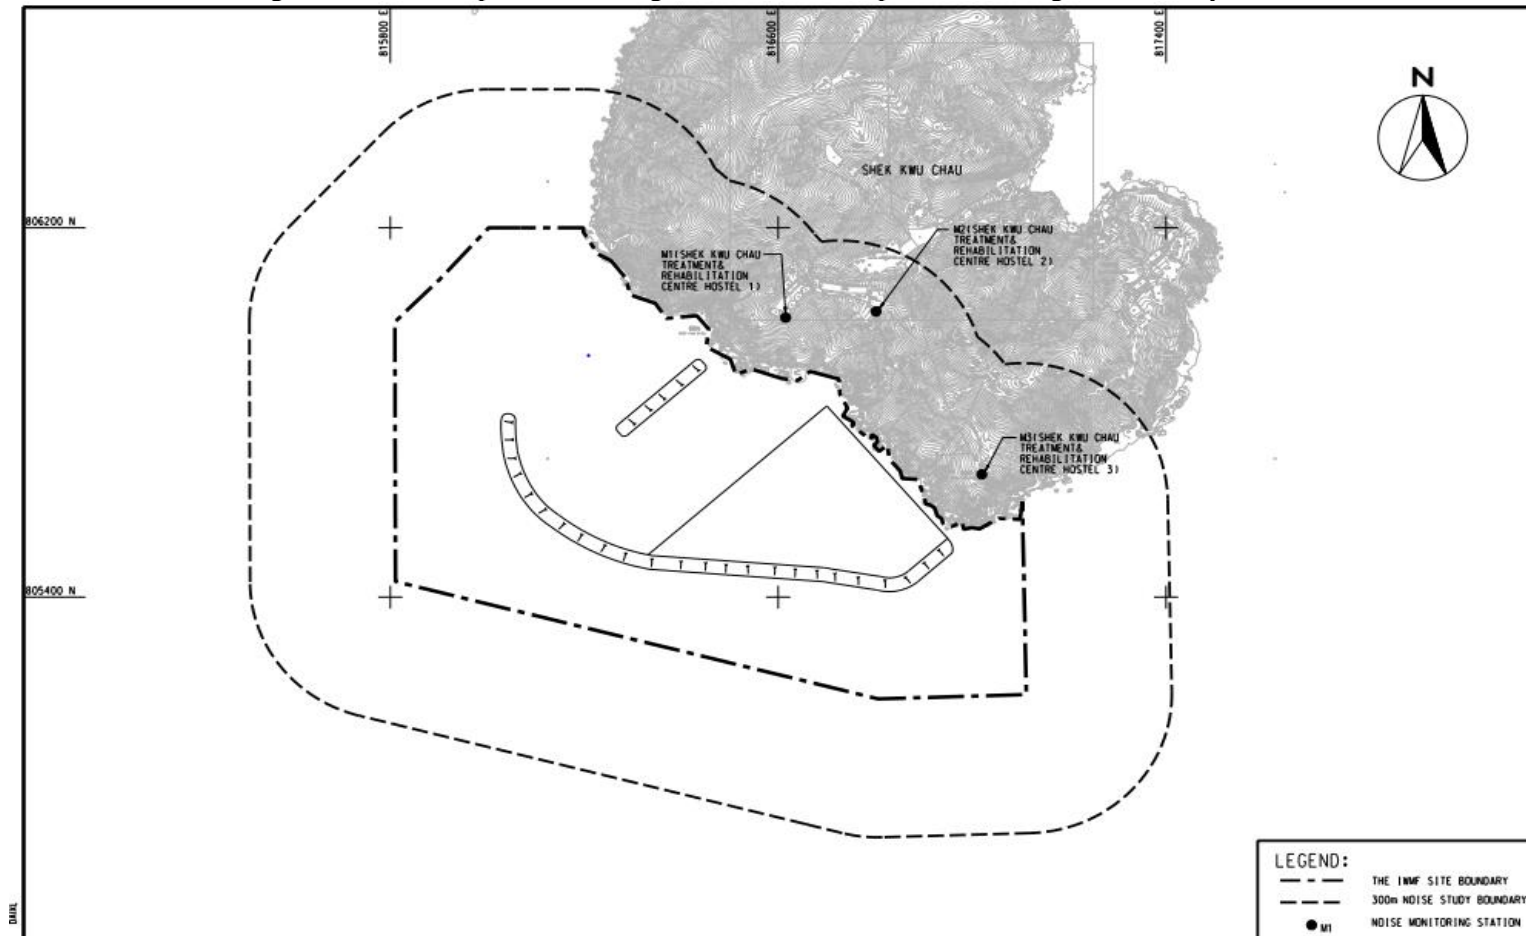 815800 E
816600 E
817400 E
N
SHEK KWU CHAU
806200 N
M1(SHEK KWU CHAU
TREATMENT&
REHABILITATION
CENTRE HOSTEL 1)
M2(SHEK KWU CHAU
TREATMENT&
REHABILITATION
CENTRE HOSTEL 2)
M3(SHEK KWU CHAU
TREATMENT&
REHABILITATION
CENTRE HOSTEL 3)
805400 N
LEGEND:
THE IWMF SITE BOUNDARY
300m NOISE STUDY BOUNDARY
M1 NOISE MONITORING STATION